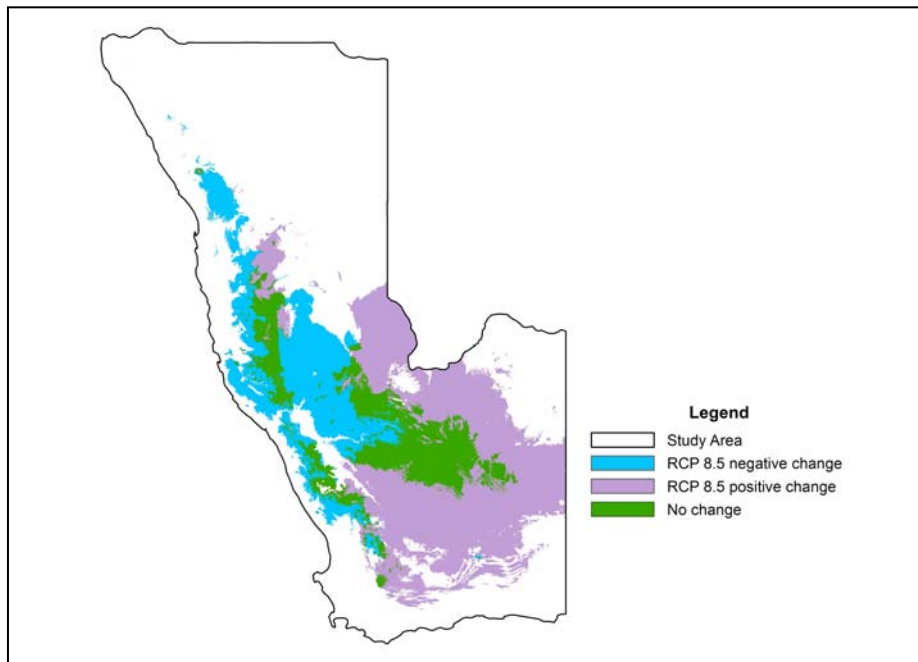 Legend
Study Area
RCP 8.5 negative change
RCP 8.5 positive change
No change